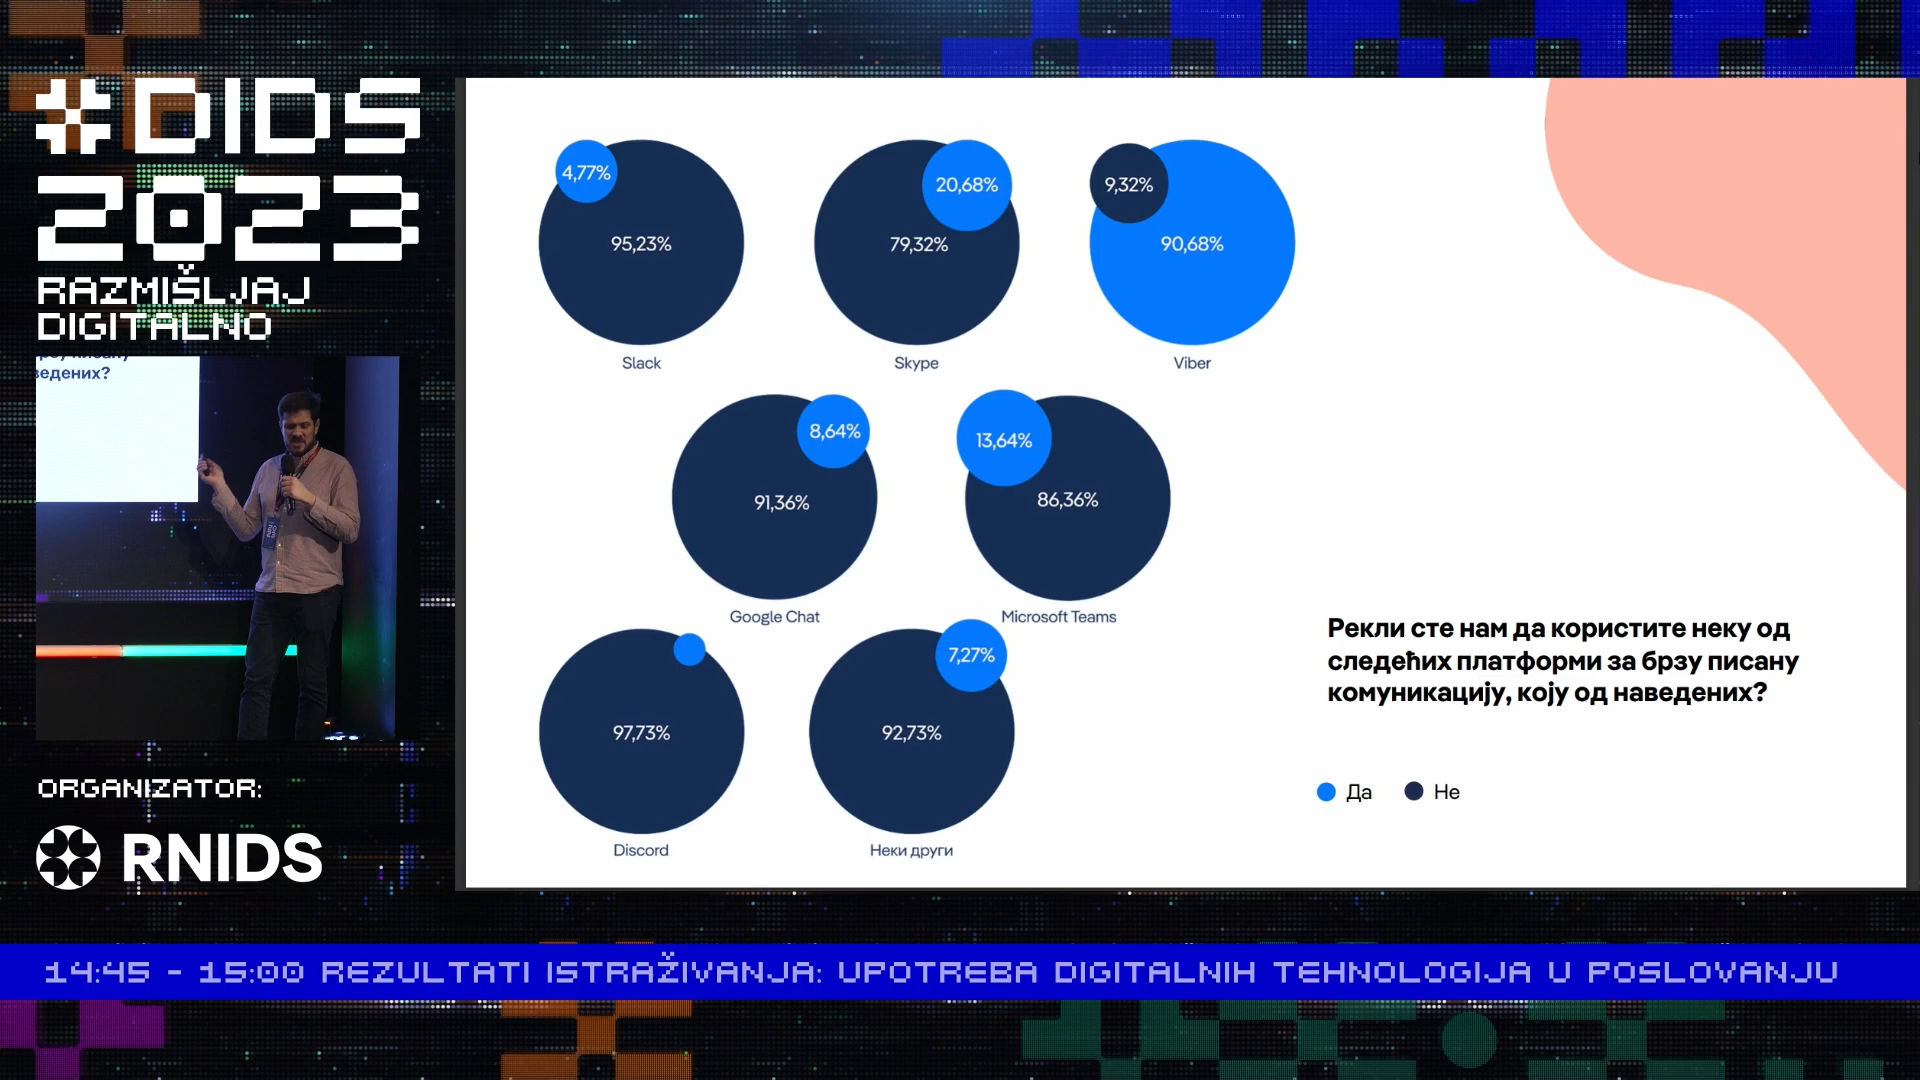 #DIDS
2023
RAZMIŠLJAJ
DIGITALNO
ведених?
ORGANIZATOR:
RNIDS
4,77%
95,23%
Slack
20,68%
79,32%
Skype
9,32%
90,68%
Viber
8,64%
91,36%
Google Chat
13,64%
86,36%
Microsoft Teams
97,73%
Discord
7,27%
92,73%
Неки други
Рекли сте нам да користите неку од
следећих платформи за брзу писану
комуникацију, коју од наведених?
Да
Не
14:45 - 15:00 REZULTATI ISTRAŽIVANJA: UPOTREBA DIGITALNIH TEHNOLOGIJA U POSLOVANJU